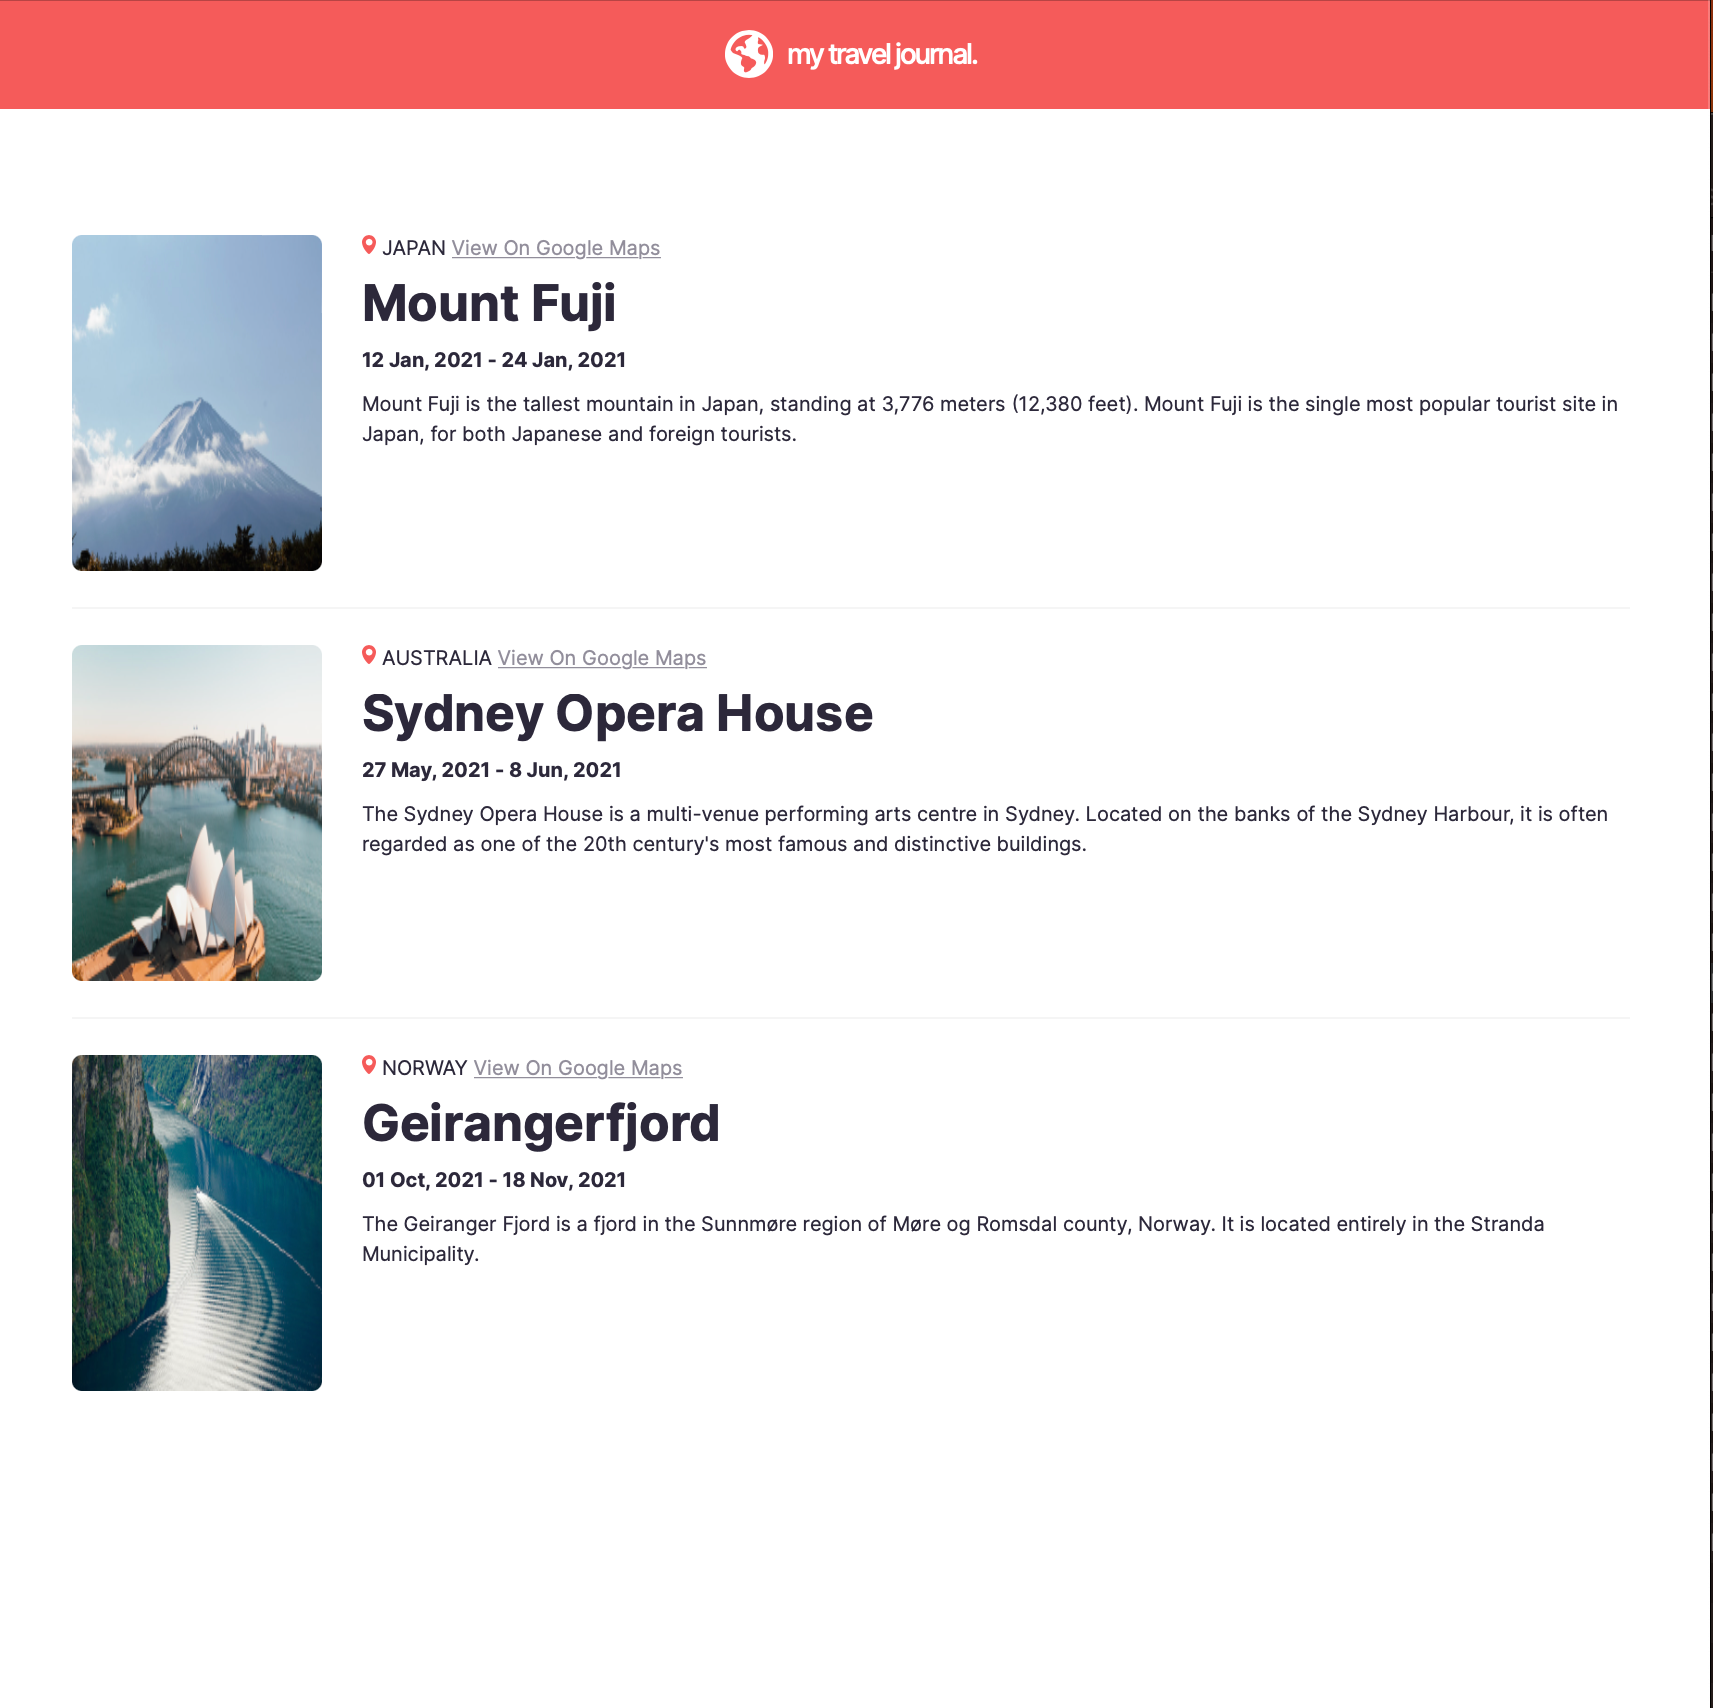 my travel journal.
JAPAN View On Google Maps
Mount Fuji
12 Jan, 2021 - 24 Jan, 2021
Mount Fuji is the tallest mountain in Japan, standing at 3,776 meters (12,380 feet). Mount Fuji is the single most popular tourist site in
Japan, for both Japanese and foreign tourists.
AUSTRALIA View On Google Maps
Sydney Opera House
27 May, 2021 - 8 Jun, 2021
The Sydney Opera House is a multi-venue performing arts centre in Sydney. Located on the banks of the Sydney Harbour, it is often
regarded as one of the 20th century's most famous and distinctive buildings.
NORWAY View On Google Maps
Geirangerfjord
01 Oct, 2021 - 18 Nov, 2021
The Geiranger Fjord is a fjord in the Sunnmøre region of Møre og Romsdal county, Norway. It is located entirely in the Stranda
Municipality.